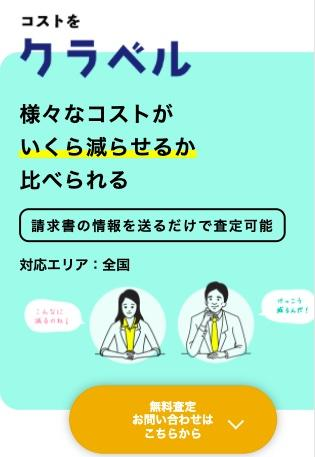 コストを
クラベル
様々なコストが
いくら減らせるか
比べられる
請求書の情報を送るだけで査定可能
対応エリア：全国
こんなに
減るのね！
けっこう
減るんだ！
無料査定
お問い合わせは
こちらから